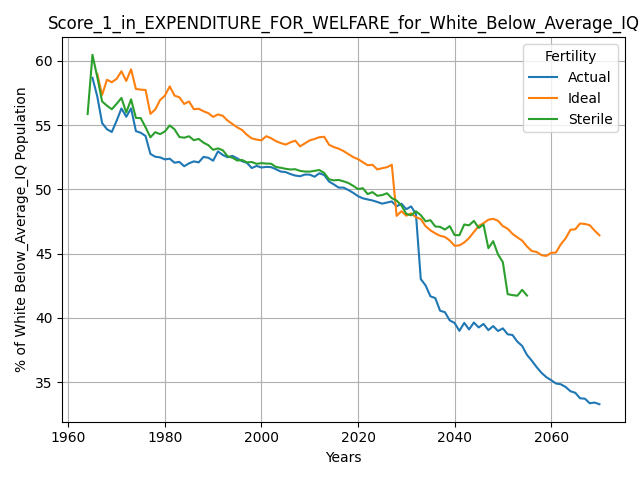 Score_1_in_EXPENDITURE_FOR_WELFARE_for_White_Below_Average_IQ
% of White Below_Average_IQ Population
60
55
50
45
40
35
Fertility
Actual
Ideal
Sterile
1960
1980
2000
2020
2040
2060
Years